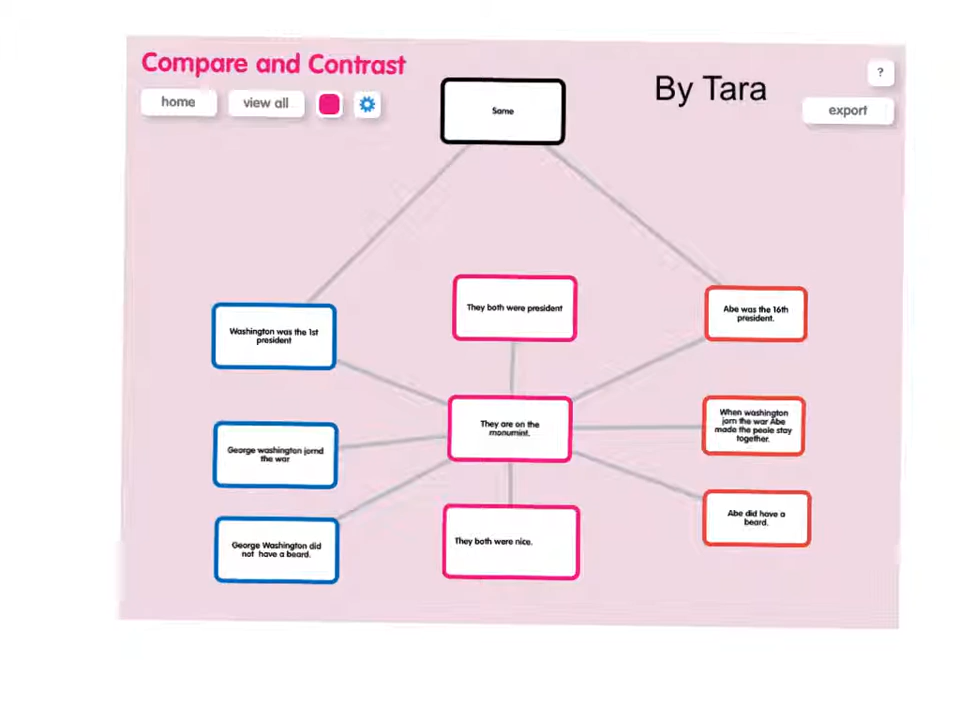 Compare and Contrast
By Tara
?
home
view all
export
Same
They both were president
Abe was the 16th
president.
Washington was the 1st
president
They are on the
monumint.
When washington
jorn the war Abe
made the peale stay
together.
George washington jornd
the war
Abe did have a
beard.
They both were nice.
George Washington did
not have a beard.